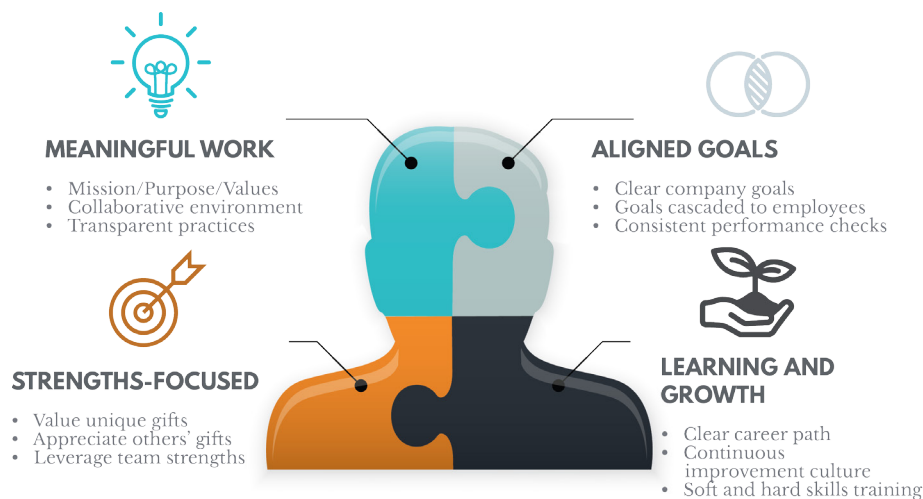 MEANINGFUL WORK
• Mission/Purpose/Values
• Collaborative environment
• Transparent practices
ALIGNED GOALS
• Clear company goals
• Goals cascaded to employees
• Consistent performance checks
STRENGTHS-FOCUSED
• Value unique gifts
• Appreciate others' gifts
• Leverage team strengths
LEARNING AND
GROWTH
• Clear career path
• Continuous
improvement culture
• Soft and hard skills training